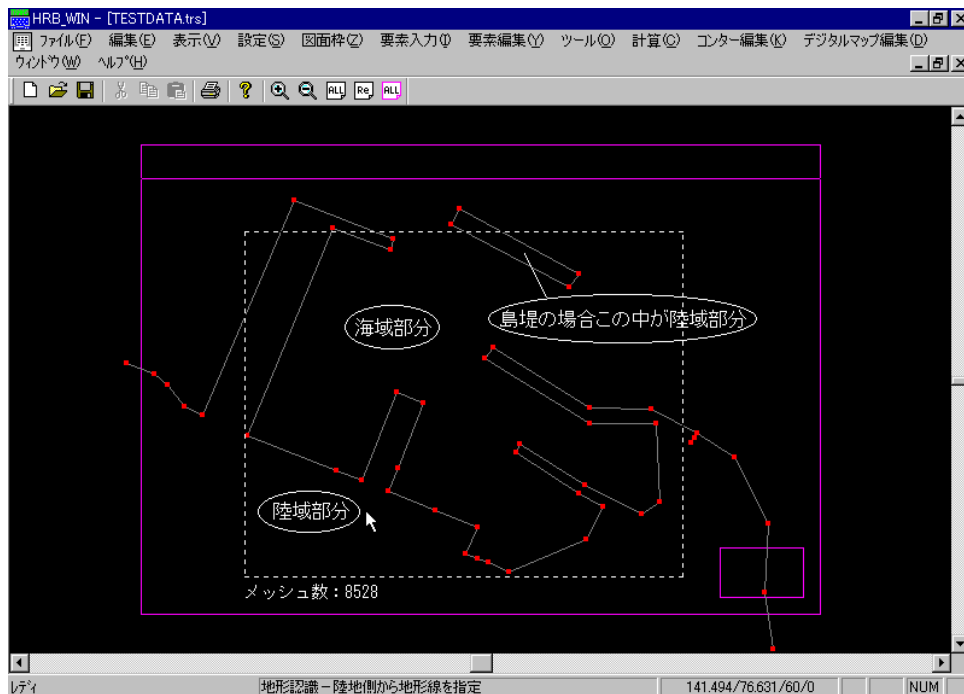 HRB_WIN - [TESTDATA.trs]
ファイル(F) 編集(E) 表示(V) 設定(S) 図面枠(Z) 要素入力(I) 要素編集(Y) ツール(O) 計算(C) コンター編集(K) デジタルマップ編集(D)
ウィンドウ(W) ヘルプ(H)
ALL Re ALL
島堤の場合この中が陸域部分
海域部分
陸域部分
メッシュ数:8528
レディ 地形認識-陸地側から地形線を指定 141.494/76.631/60/0 NUM